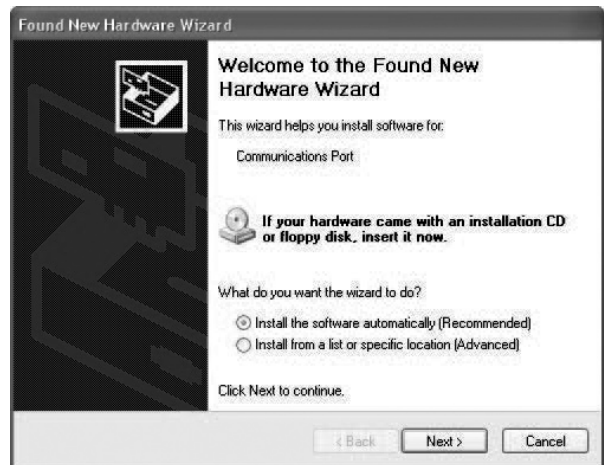 Found New Hardware Wizard
Welcome to the Found New
Hardware Wizard
This wizard helps you install software for:
Communications Port
If your hardware came with an installation CD
or floppy disk, insert it now.
What do you want the wizard to do?
Install the software automatically (Recommended)
Install from a list or specific location (Advanced)
Click Next to continue.
< Back Next > Cancel